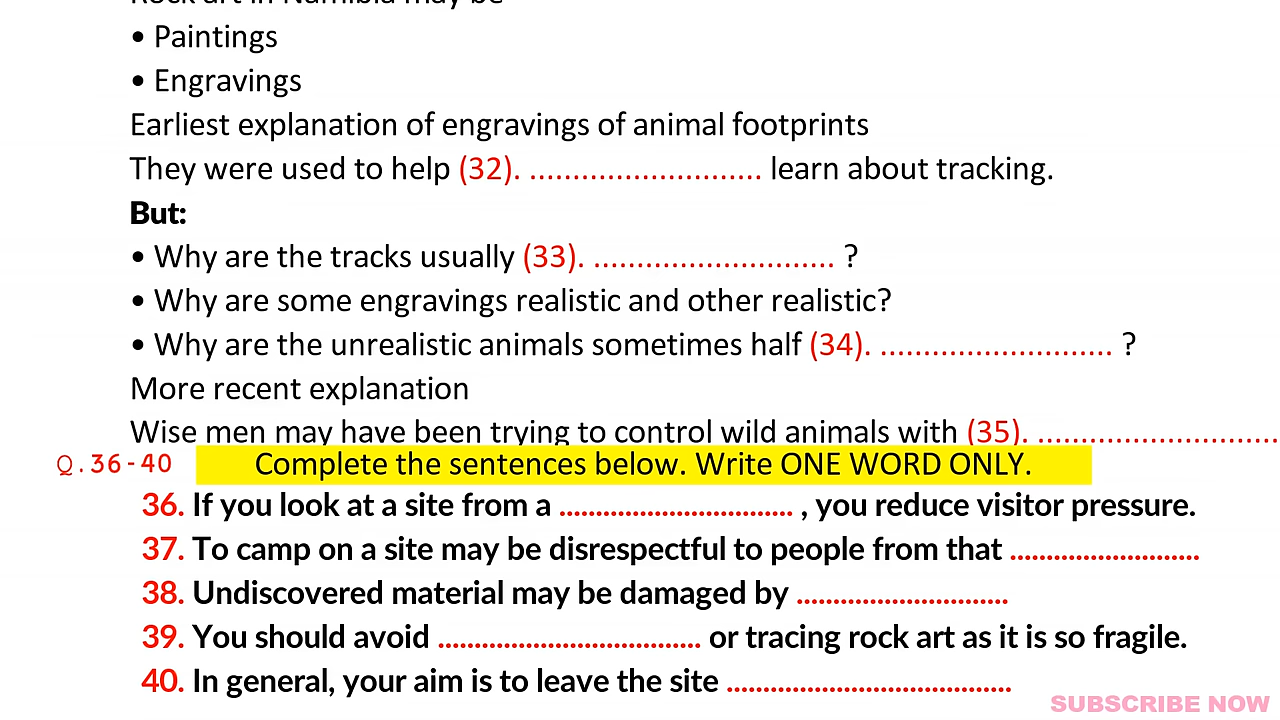 Rock art in Namibia may be
• Paintings
• Engravings
Earliest explanation of engravings of animal footprints
They were used to help (32). ........................... learn about tracking.
But:
• Why are the tracks usually (33). ............................ ?
• Why are some engravings realistic and other realistic?
• Why are the unrealistic animals sometimes half (34). ........................... ?
More recent explanation
Wise men may have been trying to control wild animals with (35). ............................
Q.36-40 Complete the sentences below. Write ONE WORD ONLY.
36. If you look at a site from a ................................ , you reduce visitor pressure.
37. To camp on a site may be disrespectful to people from that ..........................
38. Undiscovered material may be damaged by .............................
39. You should avoid .................................... or tracing rock art as it is so fragile.
40. In general, your aim is to leave the site .......................................
SUBSCRIBE NOW